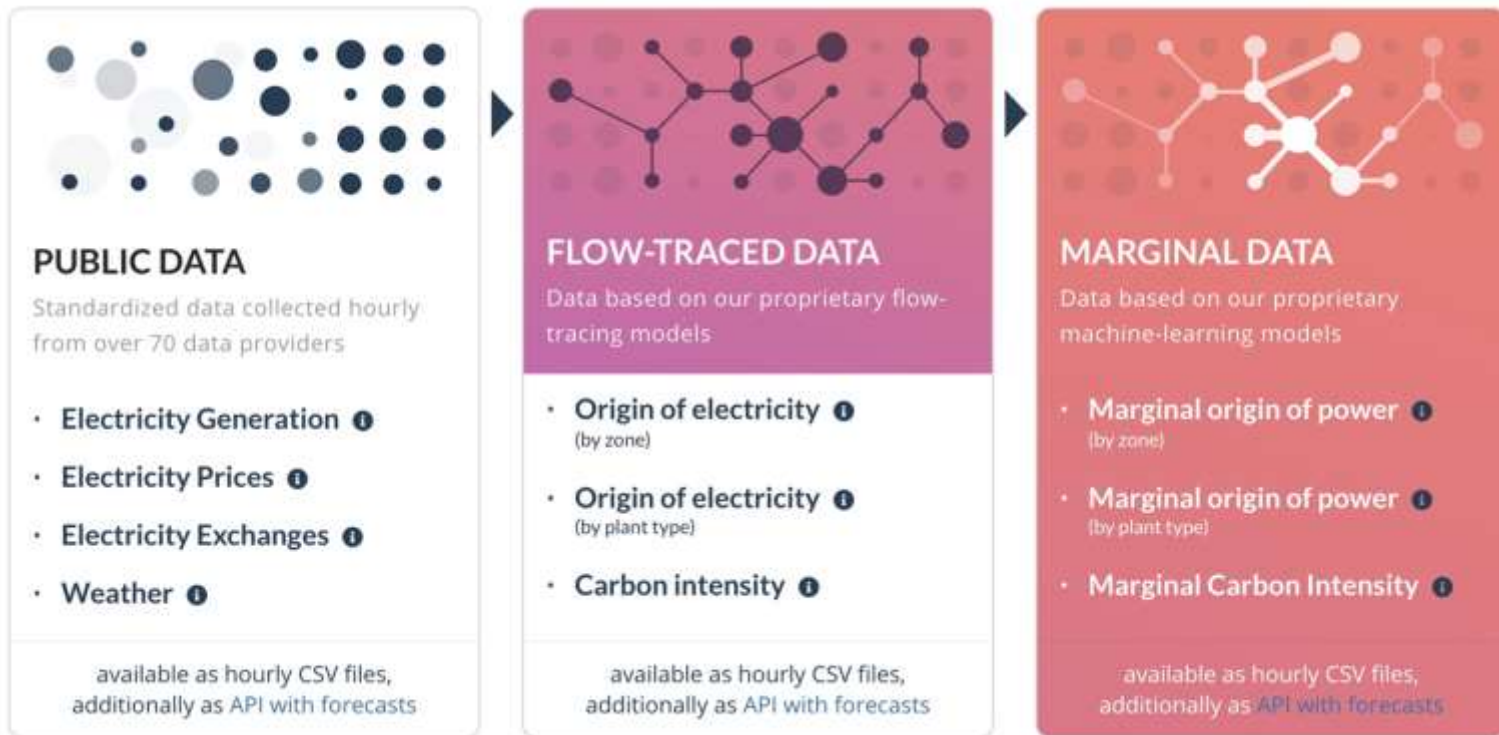 PUBLIC DATA
Standardized data collected hourly
from over 70 data providers
· Electricity Generation
· Electricity Prices
· Electricity Exchanges
· Weather
available as hourly CSV files,
additionally as API with forecasts
FLOW-TRACED DATA
Data based on our proprietary flow-
tracing models
· Origin of electricity
(by zone)
· Origin of electricity
(by plant type)
· Carbon intensity
available as hourly CSV files,
additionally as API with forecasts
MARGINAL DATA
Data based on our proprietary
machine-learning models
· Marginal origin of power
(by zone)
· Marginal origin of power
(by plant type)
· Marginal Carbon Intensity
available as hourly CSV files,
additionally as API with forecasts